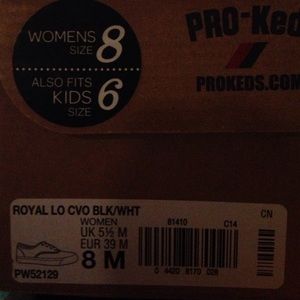 WOMENS
SIZE 8
ALSO FITS
KIDS
SIZE 6
PRO-Ked
PROKEDS.COM
ROYAL LO CVO BLK/WHT
WOMEN
UK 5½ M
EUR 39 M
8 M
PW52129
81410
C14
CN